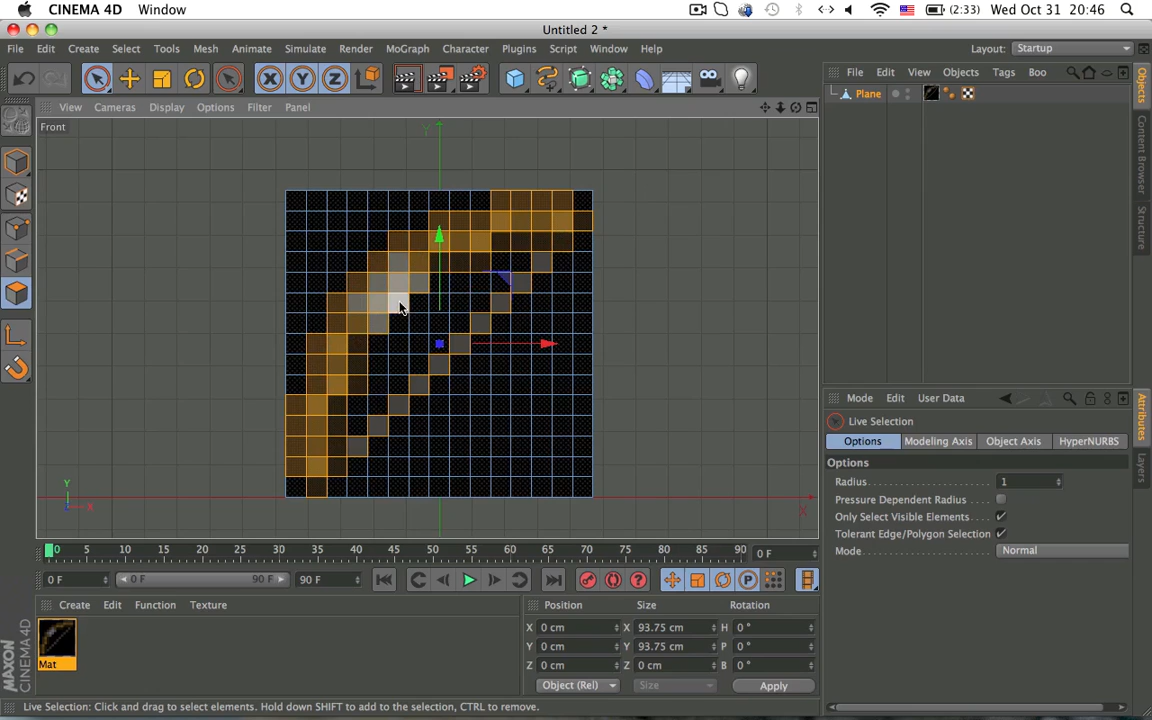 CINEMA 4D Window (2:33) Wed Oct 31 20:46
Untitled 2 *
File Edit Create Select Tools Mesh Animate Simulate Render MoGraph Character Plugins Script Window Help Layout: Startup
File Edit View Objects Tags Boo
View Cameras Display Options Filter Panel
Plane
Front
Y
X
Y
X
Objects
Content Browser
Structure
Mode Edit User Data
Live Selection
Options Modeling Axis Object Axis HyperNURBS
Options
Radius 1
Pressure Dependent Radius
Only Select Visible Elements
Tolerant Edge/Polygon Selection
Mode Normal
Attributes
Layers
0 5 10 15 20 25 30 35 40 45 50 55 60 65 70 75 80 85 90 0 F
0 F 0 F 90 F 90 F
P
Create Edit Function Texture
Mat
Position Size Rotation
X 0 cm X 93.75 cm H 0 °
Y 0 cm Y 93.75 cm P 0 °
Z 0 cm Z 0 cm B 0 °
Object (Rel) Size Apply
MAXON
CINEMA 4D
Live Selection: Click and drag to select elements. Hold down SHIFT to add to the selection, CTRL to remove.